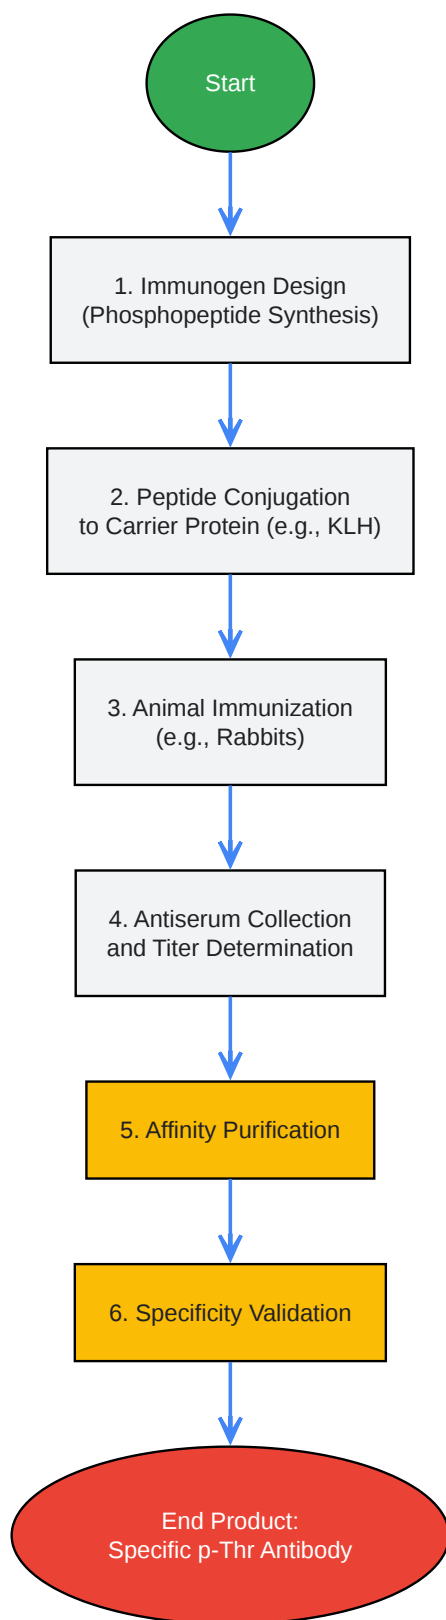 Start
1. Immunogen Design
(Phosphopeptide Synthesis)
2. Peptide Conjugation
to Carrier Protein (e.g., KLH)
3. Animal Immunization
(e.g., Rabbits)
4. Antiserum Collection
and Titer Determination
5. Affinity Purification
6. Specificity Validation
End Product:
Specific p-Thr Antibody